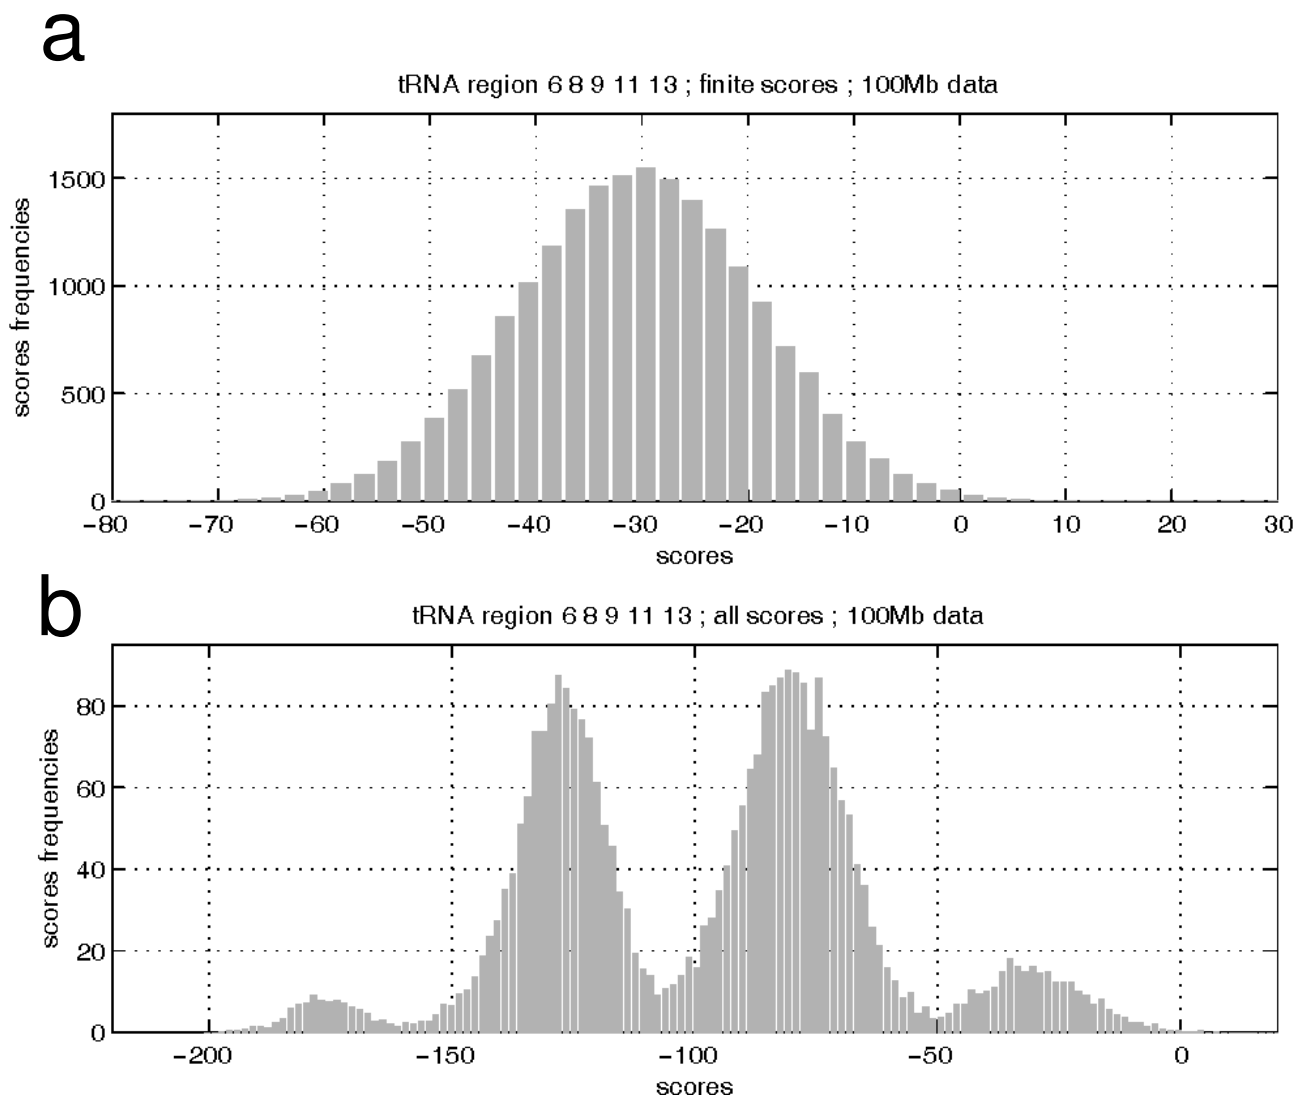 a
tRNA region 6 8 9 11 13 ; finite scores ; 100Mb data
scores frequencies
1500
1000
500
0
−80 −70 −60 −50 −40 −30 −20 −10 0 10 20 30
scores
b
tRNA region 6 8 9 11 13 ; all scores ; 100Mb data
scores frequencies
80
60
40
20
0
−200 −150 −100 −50 0
scores